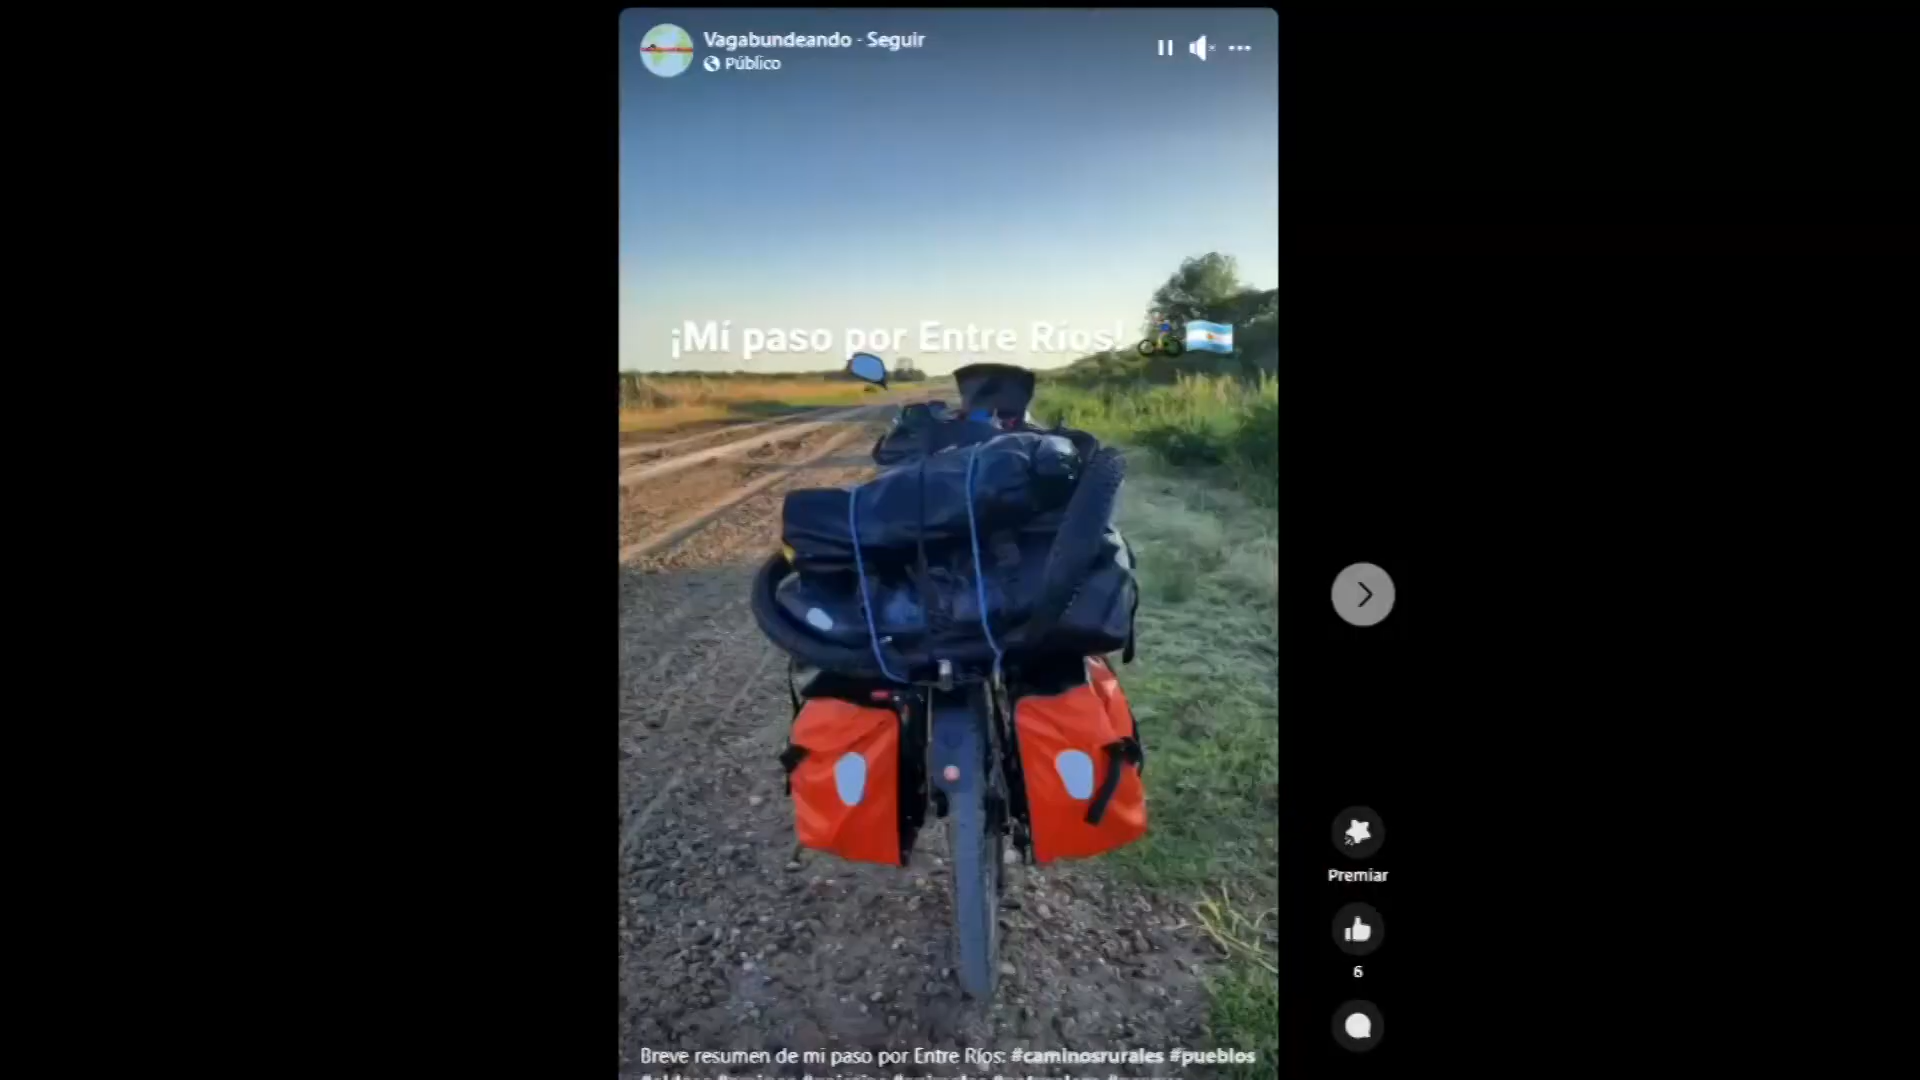 Vagabundeando · Seguir
Público
¡Mi paso por Entre Ríos!
Premiar
6
Breve resumen de mi paso por Entre Ríos: #caminosrurales #pueblos